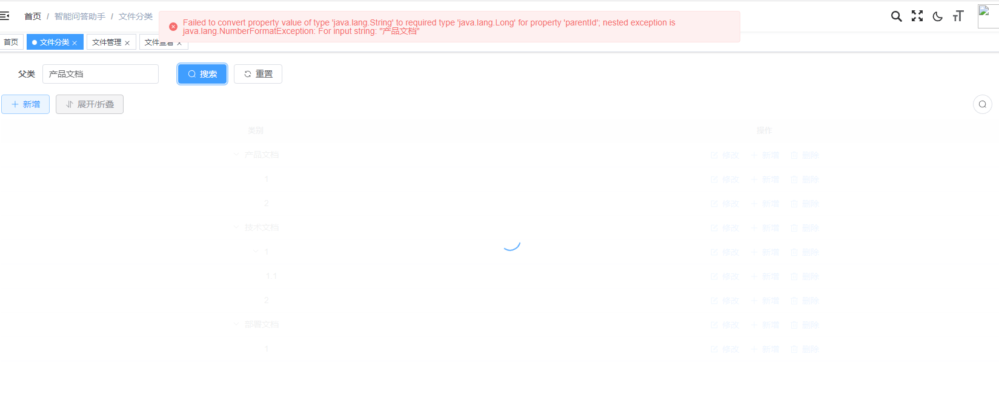 首页 / 智能问答助手 / 文件分类
Failed to convert property value of type 'java.lang.String' to required type 'java.lang.Long' for property 'parentId'; nested exception is
java.lang.NumberFormatException: For input string: "产品文档"
首页 文件分类 × 文件管理 × 文件查看 ×
父类 产品文档 搜索 重置
+ 新增 展开/折叠
类别 操作
产品文档 修改 + 新增 删除
1 修改 + 新增 删除
2 修改 + 新增 删除
技术文档 修改 + 新增 删除
1 修改 + 新增 删除
1.1 修改 + 新增 删除
2 修改 + 新增 删除
部署文档 修改 + 新增 删除
1 修改 + 新增 删除